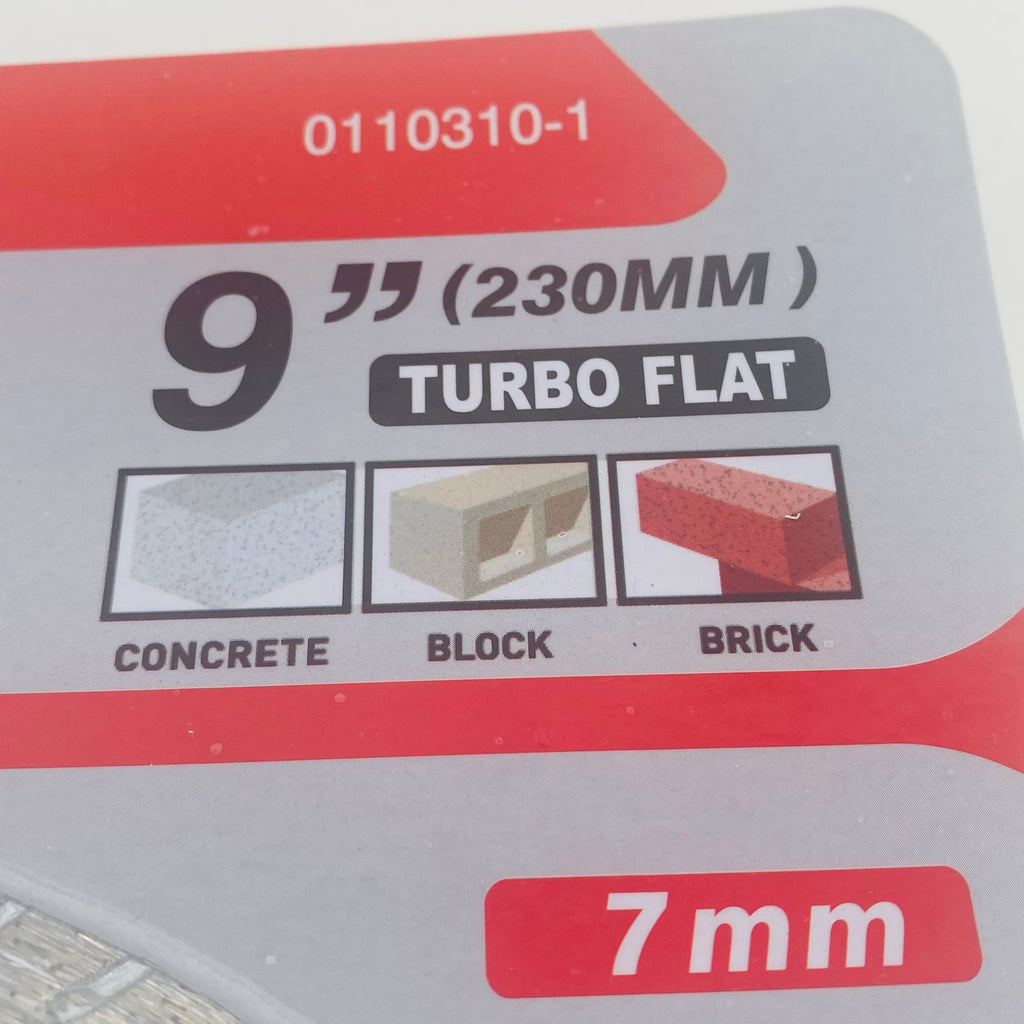 0110310-1
9” (230MM)
TURBO FLAT
CONCRETE BLOCK BRICK
7mm